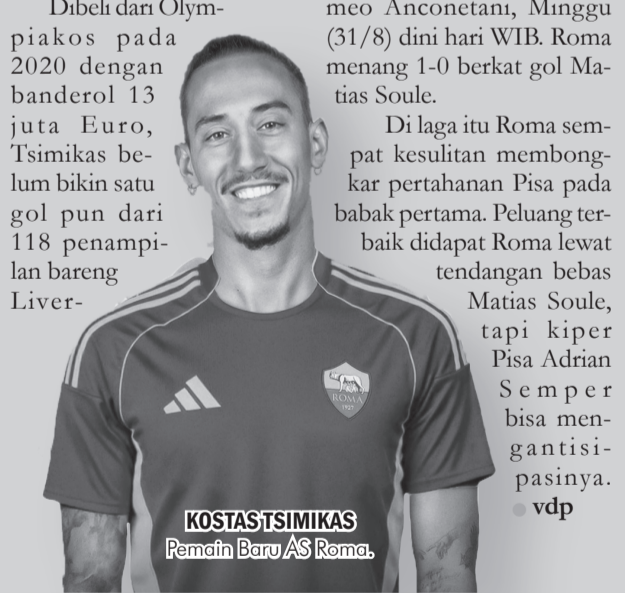 Dibeli dari Olym-
piakos pada
2020 dengan
banderol 13
juta Euro,
Tsimikas be-
lum bikin satu
gol pun dari
118 penampi-
lan bareng
Liver-
meo Anconetani, Minggu
(31/8) dini hari WIB. Roma
menang 1-0 berkat gol Ma-
tias Soule.
Di laga itu Roma sem-
pat kesulitan membong-
kar pertahanan Pisa pada
babak pertama. Peluang ter-
baik didapat Roma lewat
tendangan bebas
Matias Soule,
tapi kiper
Pisa Adrian
Semper
bisa men-
gantisi-
pasinya.
● vdp
ROMA
1927
KOSTAS TSIMIKAS
Pemain Baru AS Roma.